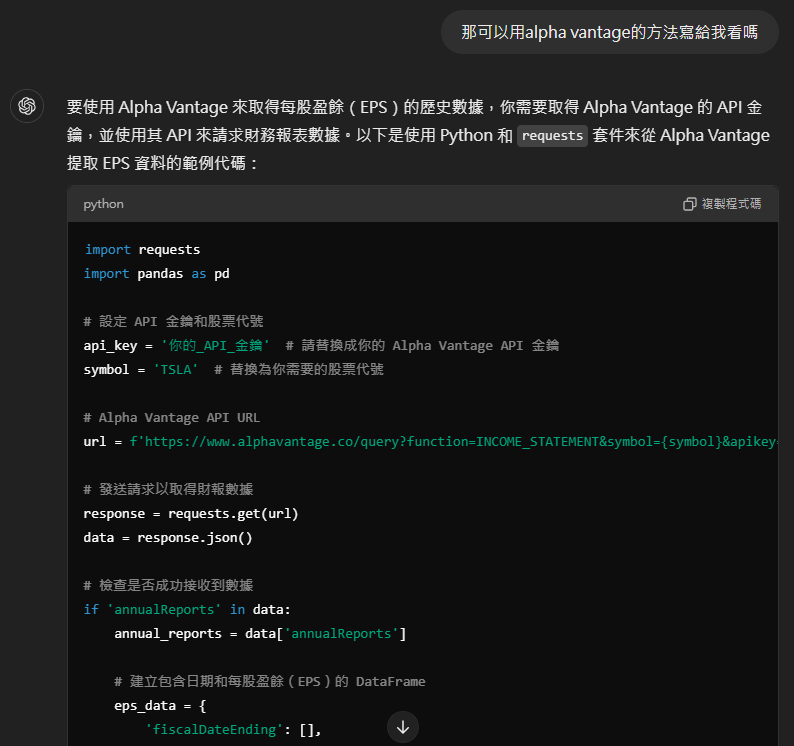 那可以用alpha vantage的方法寫給我看嗎
要使用 Alpha Vantage 來取得每股盈餘（EPS）的歷史數據，你需要取得 Alpha Vantage 的 API 金
鑰，並使用其 API 來請求財務報表數據。以下是使用 Python 和 requests 套件來從 Alpha Vantage
提取 EPS 資料的範例代碼：
python 複製程式碼
import requests
import pandas as pd
# 設定 API 金鑰和股票代號
api_key = '你的_API_金鑰'  # 請替換成你的 Alpha Vantage API 金鑰
symbol = 'TSLA'  # 替換為你需要的股票代號
# Alpha Vantage API URL
url = f'https://www.alphavantage.co/query?function=INCOME_STATEMENT&symbol={symbol}&apikey=
# 發送請求以取得財報數據
response = requests.get(url)
data = response.json()
# 檢查是否成功接收到數據
if 'annualReports' in data:
    annual_reports = data['annualReports']
    # 建立包含日期和每股盈餘（EPS）的 DataFrame
    eps_data = {
        'fiscalDateEnding': [],